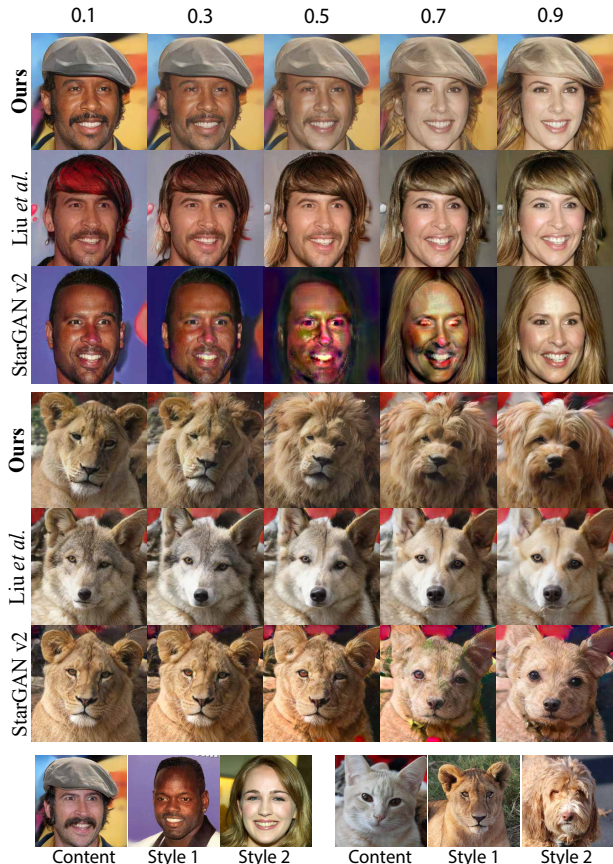 0.1 0.3 0.5 0.7 0.9
Ours
Liu et al.
StarGAN v2
Ours
Liu et al.
StarGAN v2
Content Style 1 Style 2 Content Style 1 Style 2